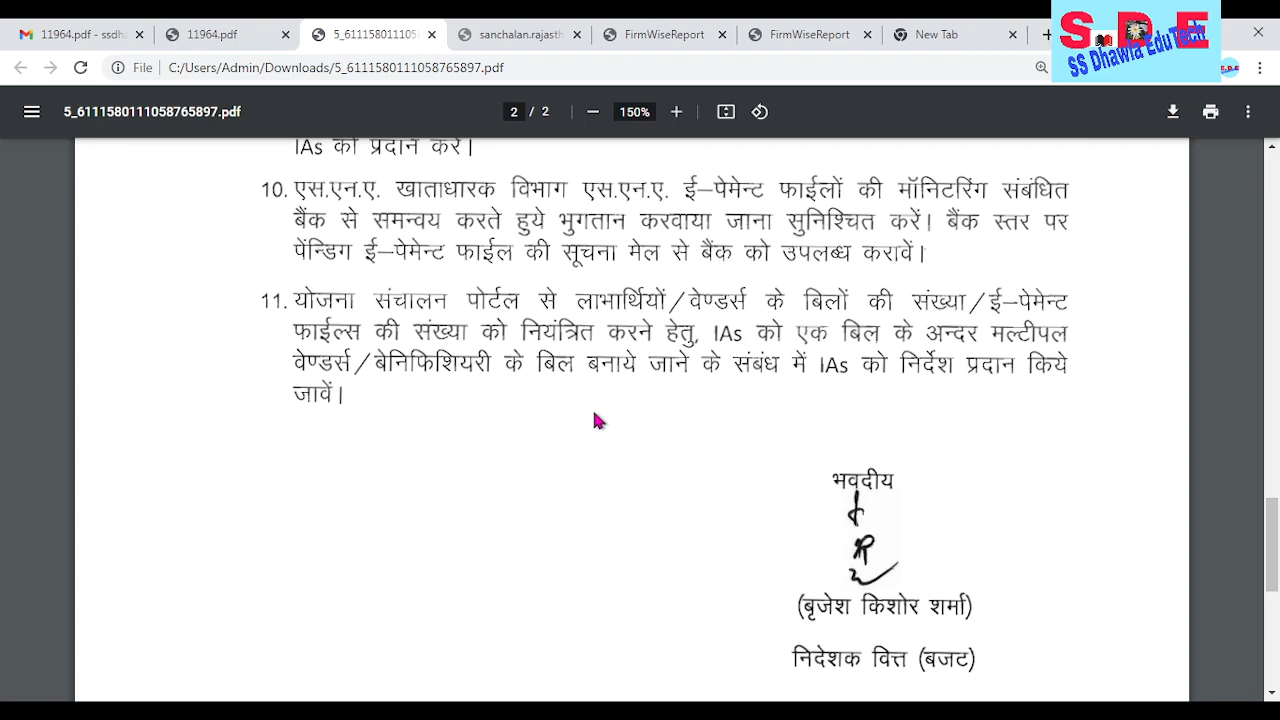 11964.pdf - ssdha
11964.pdf
5_6111580111058
chalan.rajasth
FirmWiseReport
FirmWiseReport
New Tab
S.D.E
SS Dhawla EduTech
File
C:/Users/Admin/Downloads/5_6111580111058765897.pdf
5_6111580111058765897.pdf
2 / 2
150%
IAs को प्रदान करें।
10. एस.एन.ए. खाताधारक विभाग एस.एन.ए. ई–पेमेन्ट फाईलों की मॉनिटरिंग संबंधित
बैंक से समन्वय करते हुये भुगतान करवाया जाना सुनिश्चित करें। बैंक स्तर पर
पेंन्डिग ई–पेमेन्ट फाईल की सूचना मेल से बैंक को उपलब्ध करावें।
11. योजना संचालन पोर्टल से लाभार्थियों/वेण्डर्स के बिलों की संख्या/ई–पेमेन्ट
फाईल्स की संख्या को नियंत्रित करने हेतु, IAs को एक बिल के अन्दर मल्टीपल
वेण्डर्स/बेनिफिशियरी के बिल बनाये जाने के संबंध में IAs को निर्देश प्रदान किये
जावें।
भवदीय
(बृजेश किशोर शर्मा)
निदेशक वित्त (बजट)